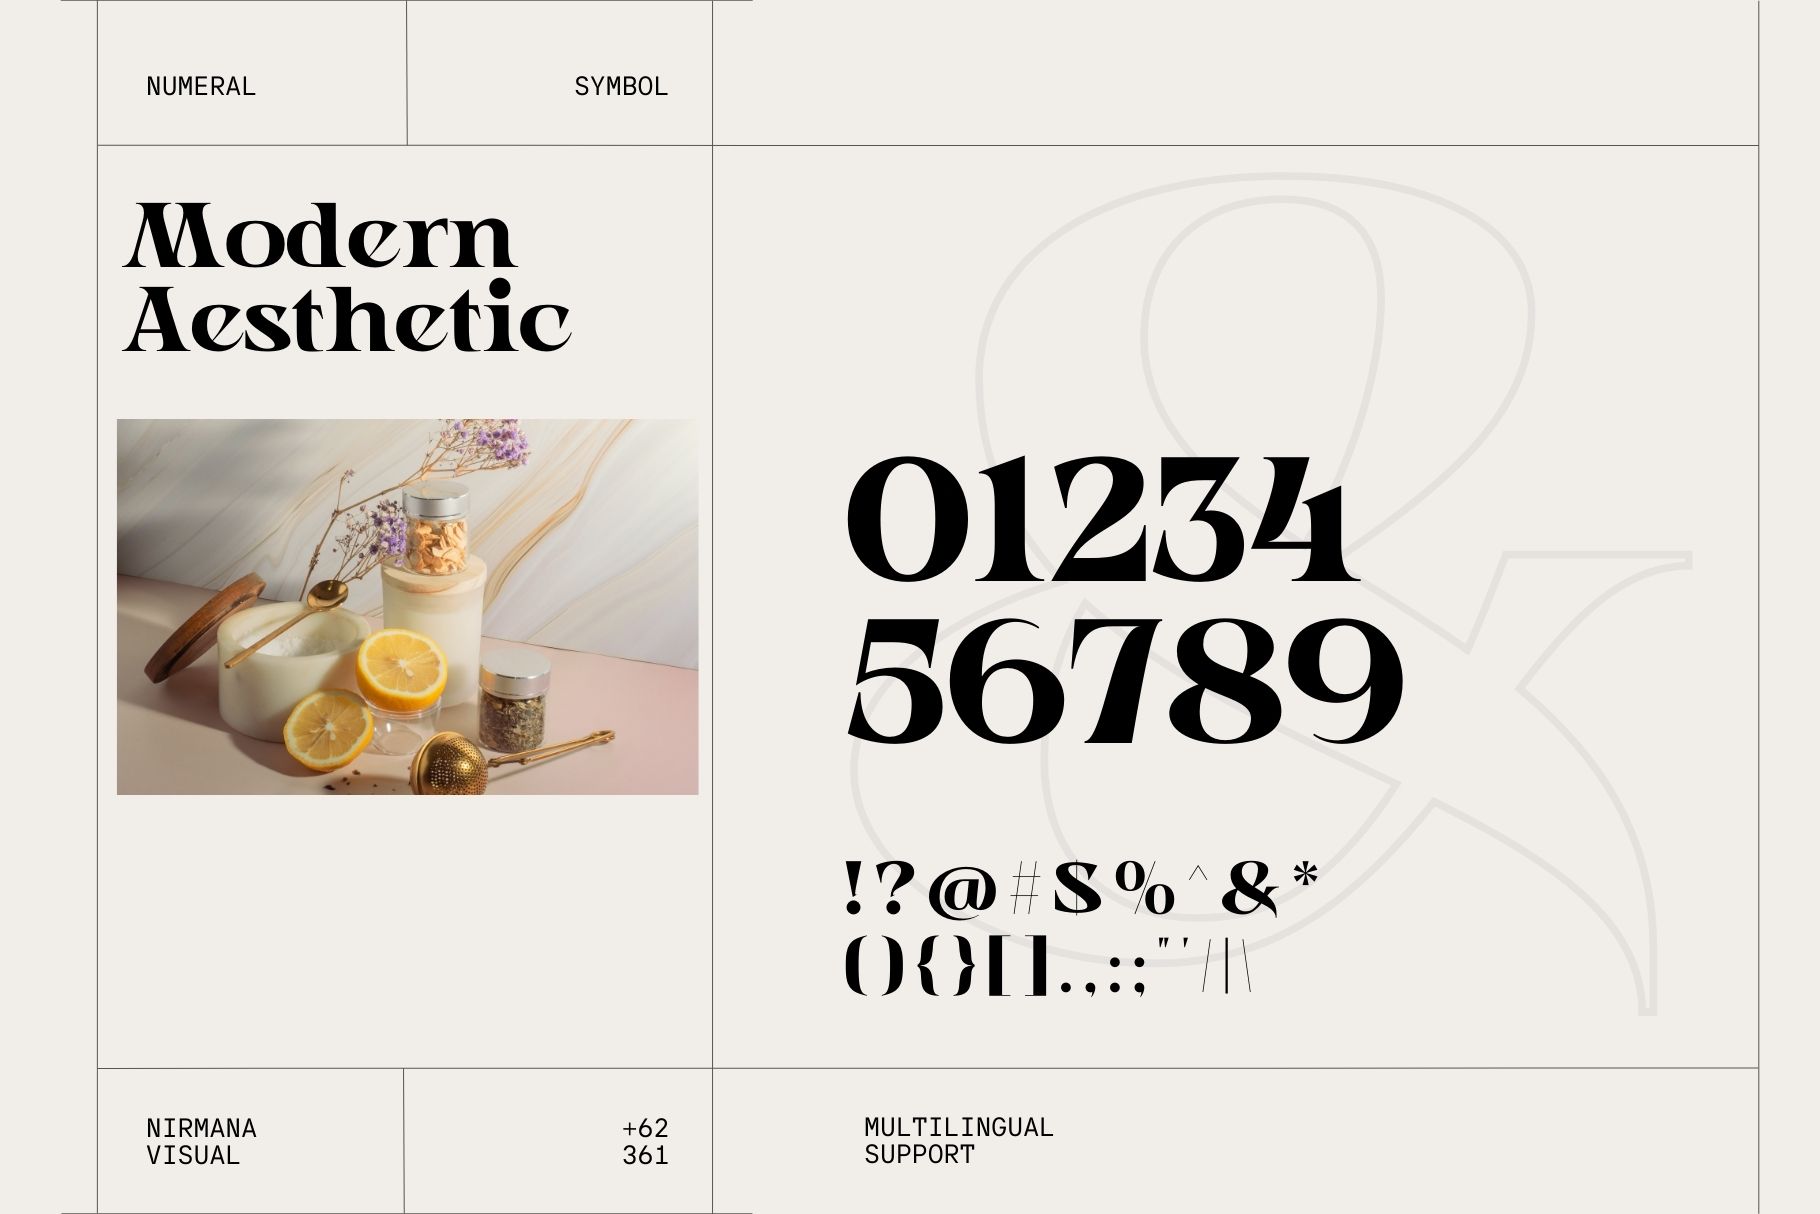 NUMERAL
SYMBOL
Modern
Aesthetic
01234
56789
!?@#$%^&*
(){}[].,:;"'/|\
&
NIRMANA
VISUAL
+62
361
MULTILINGUAL
SUPPORT